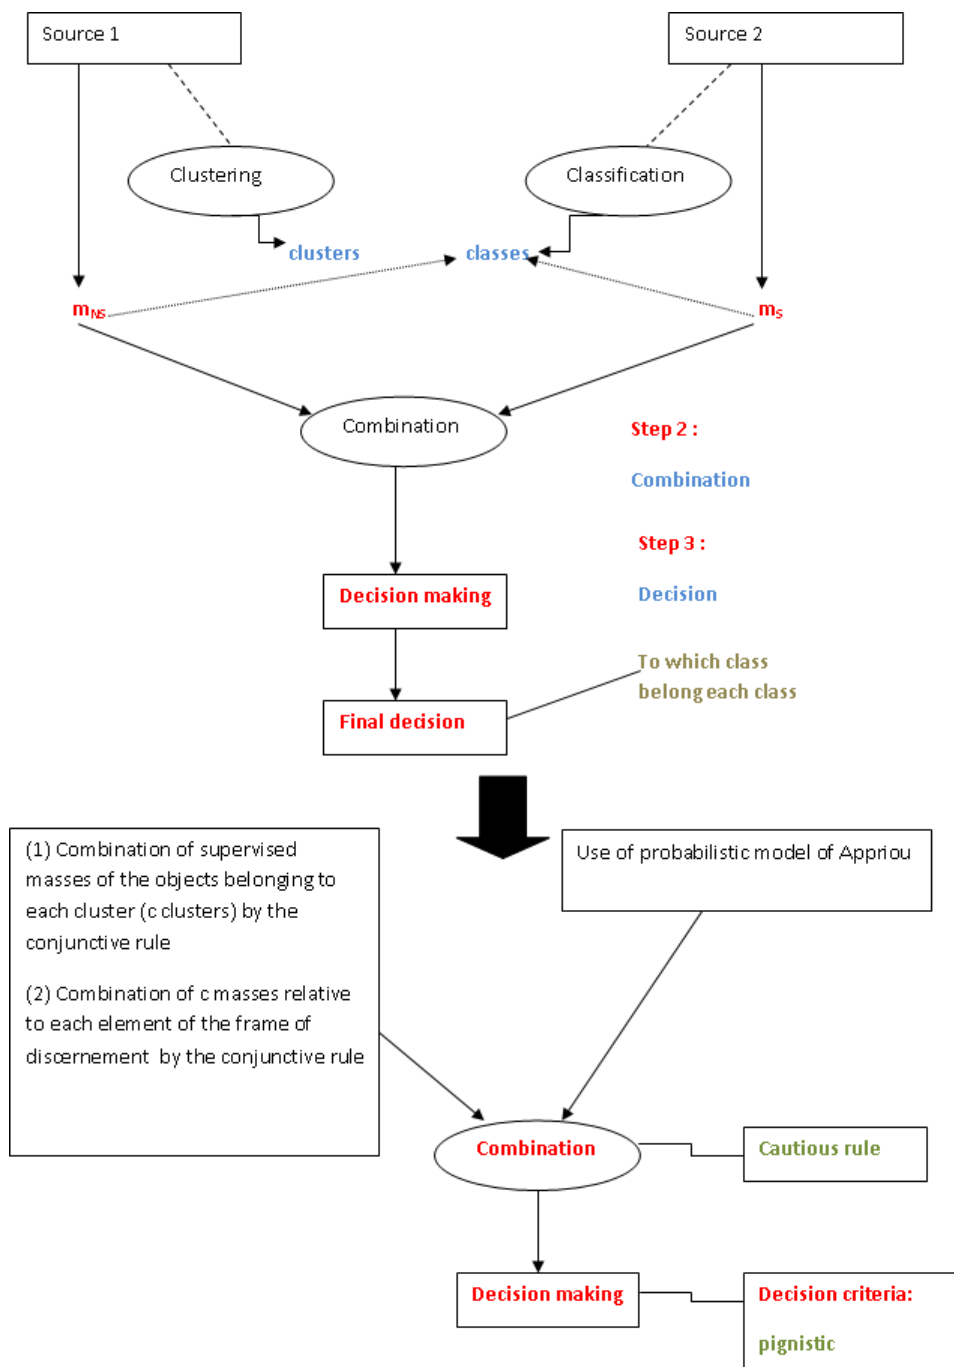 Source 1
Source 2
Clustering
Classification
clusters
classes
mNS
mS
Combination
Step 2 :
Combination
Step 3 :
Decision making
Decision
To which class
belong each class
Final decision
(1) Combination of supervised
masses of the objects belonging to
each cluster (c clusters) by the
conjunctive rule
(2) Combination of c masses relative
to each element of the frame of
discernement by the conjunctive rule
Use of probabilistic model of Appriou
Combination
Cautious rule
Decision making
Decision criteria:
pignistic